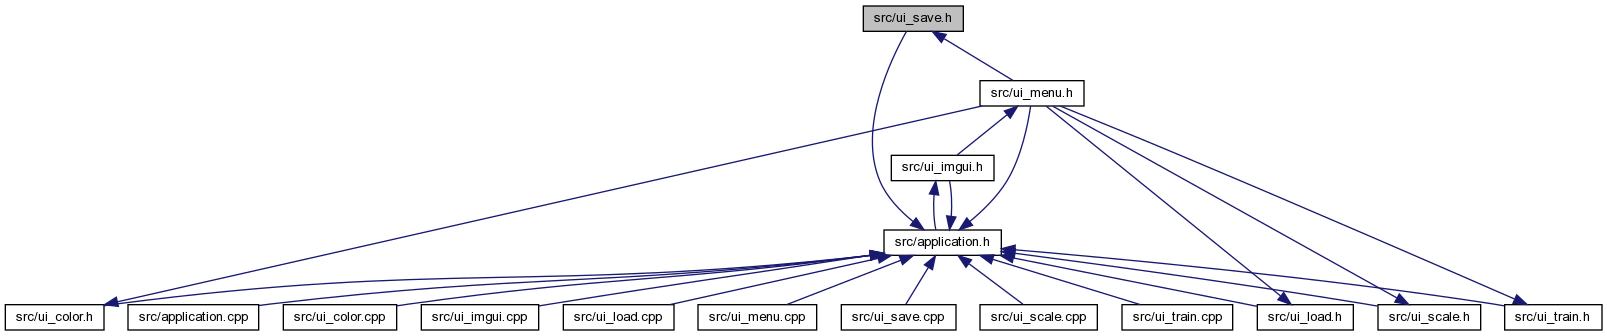 src/ui_save.h
src/ui_menu.h
src/ui_imgui.h
src/application.h
src/ui_color.h
src/application.cpp
src/ui_color.cpp
src/ui_imgui.cpp
src/ui_load.cpp
src/ui_menu.cpp
src/ui_save.cpp
src/ui_scale.cpp
src/ui_train.cpp
src/ui_load.h
src/ui_scale.h
src/ui_train.h